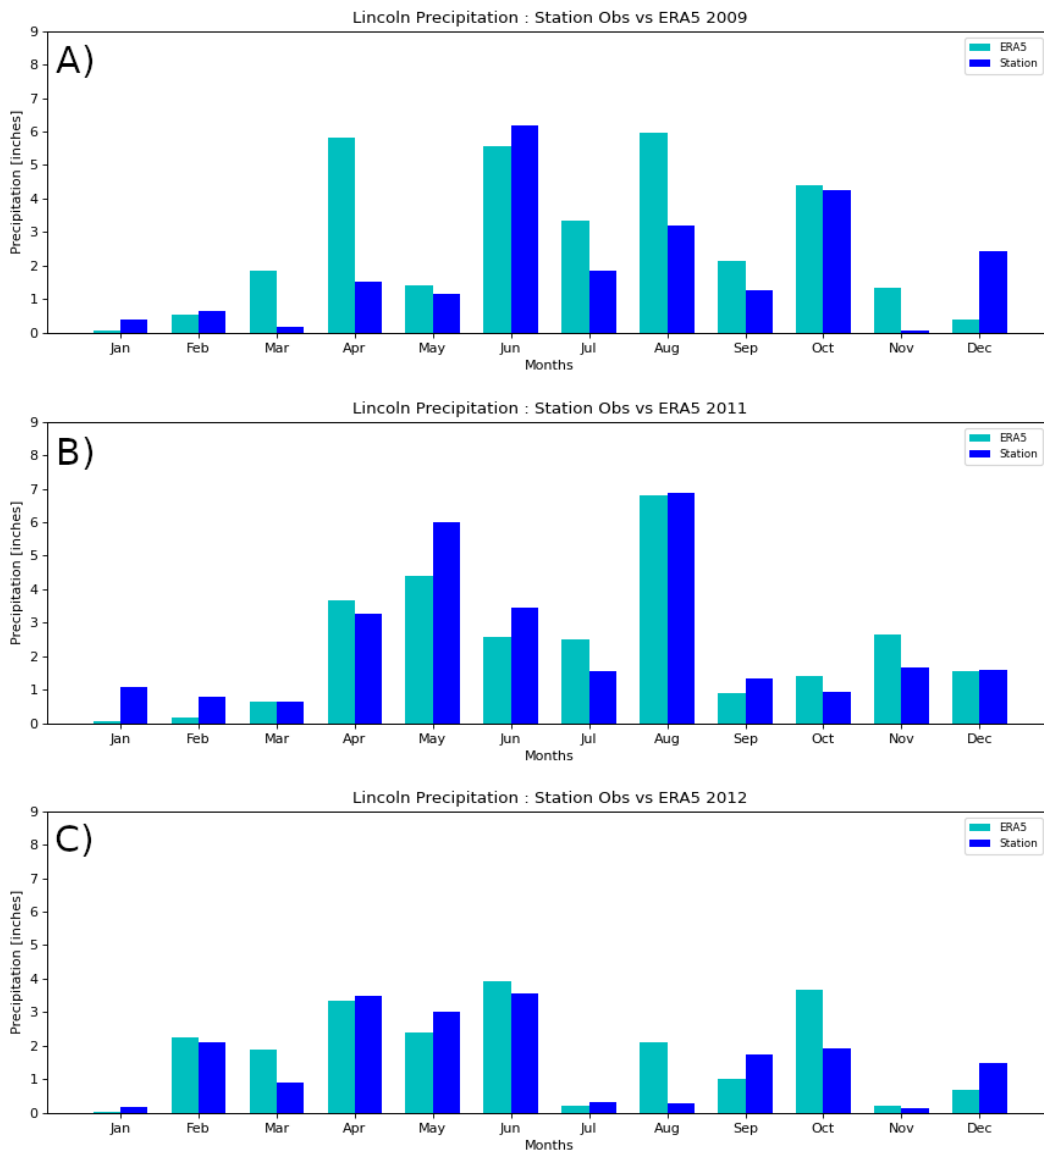 Lincoln Precipitation : Station Obs vs ERA5 2009
A)
ERA5
Station
Precipitation [inches]
9
8
7
6
5
4
3
2
1
0
Jan Feb Mar Apr May Jun Jul Aug Sep Oct Nov Dec
Months
Lincoln Precipitation : Station Obs vs ERA5 2011
B)
ERA5
Station
Precipitation [inches]
9
8
7
6
5
4
3
2
1
0
Jan Feb Mar Apr May Jun Jul Aug Sep Oct Nov Dec
Months
Lincoln Precipitation : Station Obs vs ERA5 2012
C)
ERA5
Station
Precipitation [inches]
9
8
7
6
5
4
3
2
1
0
Jan Feb Mar Apr May Jun Jul Aug Sep Oct Nov Dec
Months